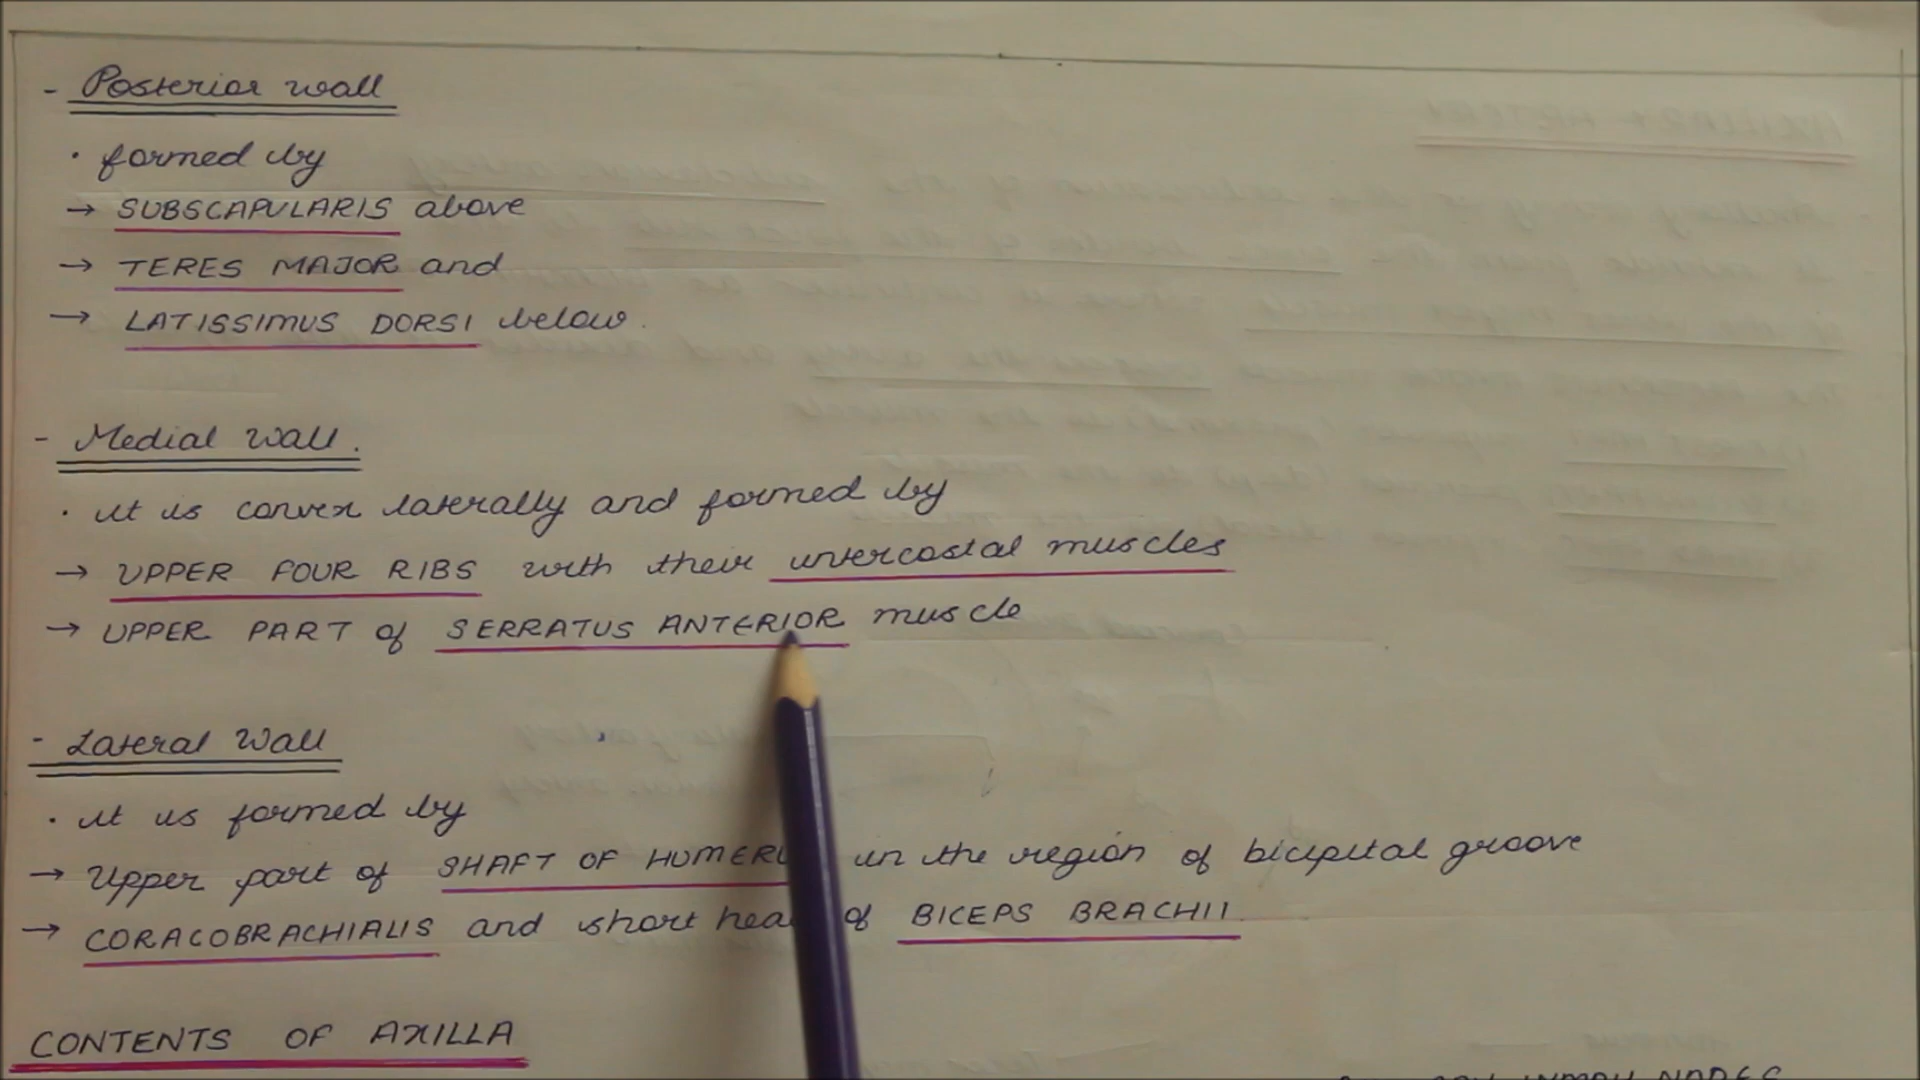 - Posterior wall
· formed by
→ SUBSCAPULARIS above
→ TERES MAJOR and
→ LATISSIMUS DORSI below.
- Medial wall.
· it is convex laterally and formed by
→ UPPER FOUR RIBS with their intercostal muscles
→ UPPER PART of SERRATUS ANTERIOR muscle
- Lateral Wall
· it is formed by
→ Upper part of SHAFT OF HUMERU in the region of bicipital groove
→ CORACOBRACHIALIS and short hea of BICEPS BRACHII
CONTENTS OF AXILLA